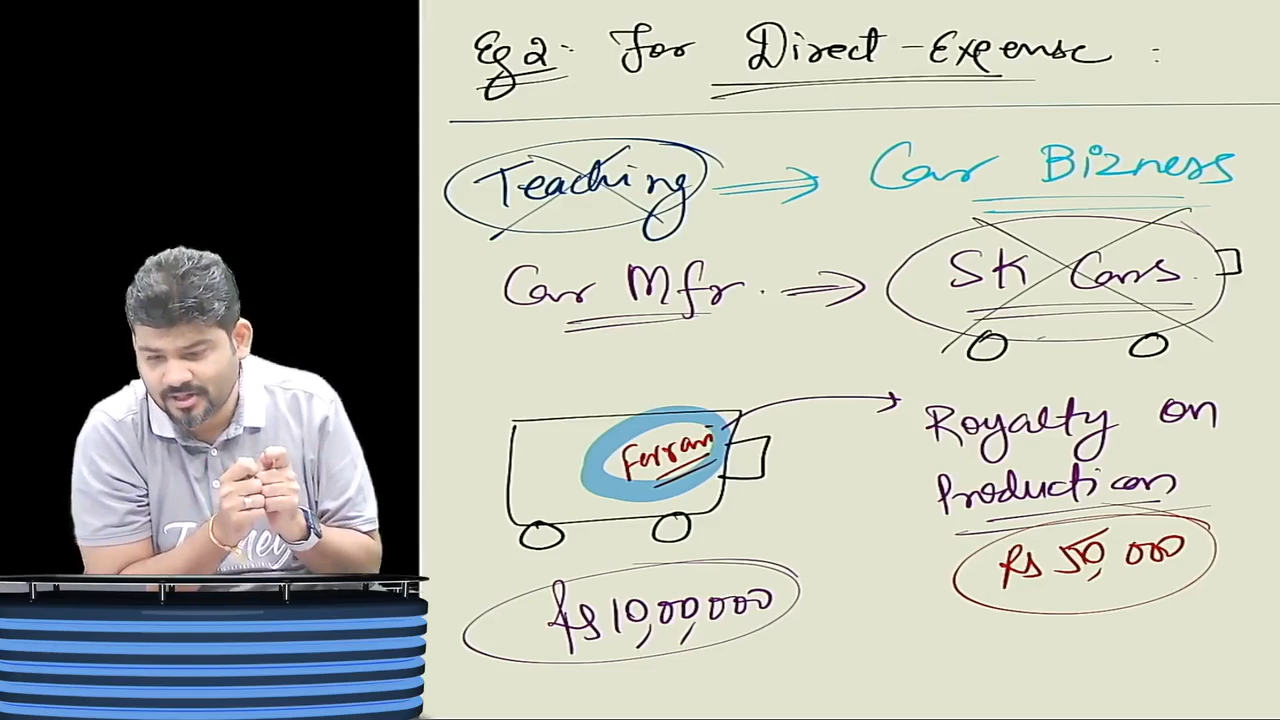 Eg 2: For Direct-Expense:
Teaching ⇒ Car Bizness
Car Mfr. ⇒ SK Cars
Ferrari
Royalty on
Production
Rs 50,000
Rs 10,00,000